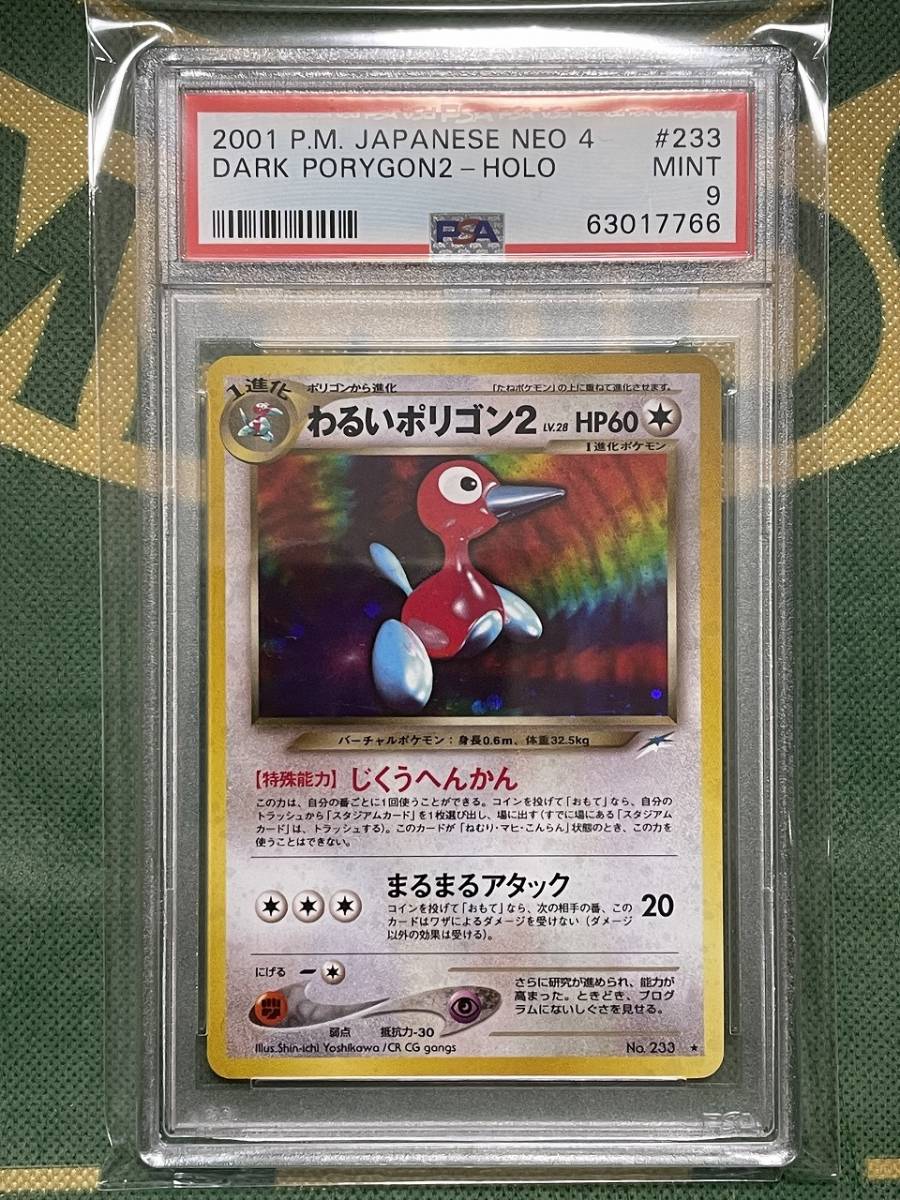 2001 P.M. JAPANESE NEO 4 #233
DARK PORYGON2 – HOLO MINT
9
PSA 63017766
1進化 ポリゴンから進化 「たねポケモン」の上に重ねて進化させます。
わるいポリゴン2 LV.28 HP60
1進化ポケモン
バーチャルポケモン：身長0.6m、体重32.5kg
【特殊能力】じくうへんかん
この力は、自分の番ごとに1回使うことができる。コインを投げて「おもて」なら、自分の
トラッシュから「スタジアムカード」を1枚選び出し、場に出す（すでに場にある「スタジアム
カード」は、トラッシュする）。このカードが「ねむり・マヒ・こんらん」状態のとき、この力を
使うことはできない。
まるまるアタック
コインを投げて「おもて」なら、次の相手の番、この
カードはワザによるダメージを受けない（ダメージ
以外の効果は受ける）。
20
にげる
弱点 抵抗力-30
さらに研究が進められ、能力が
高まった。ときどき、プログ
ラムにないしぐさを見せる。
Illus.Shin-ichi Yoshikawa /CR CG gangs No. 233 ★
PSA